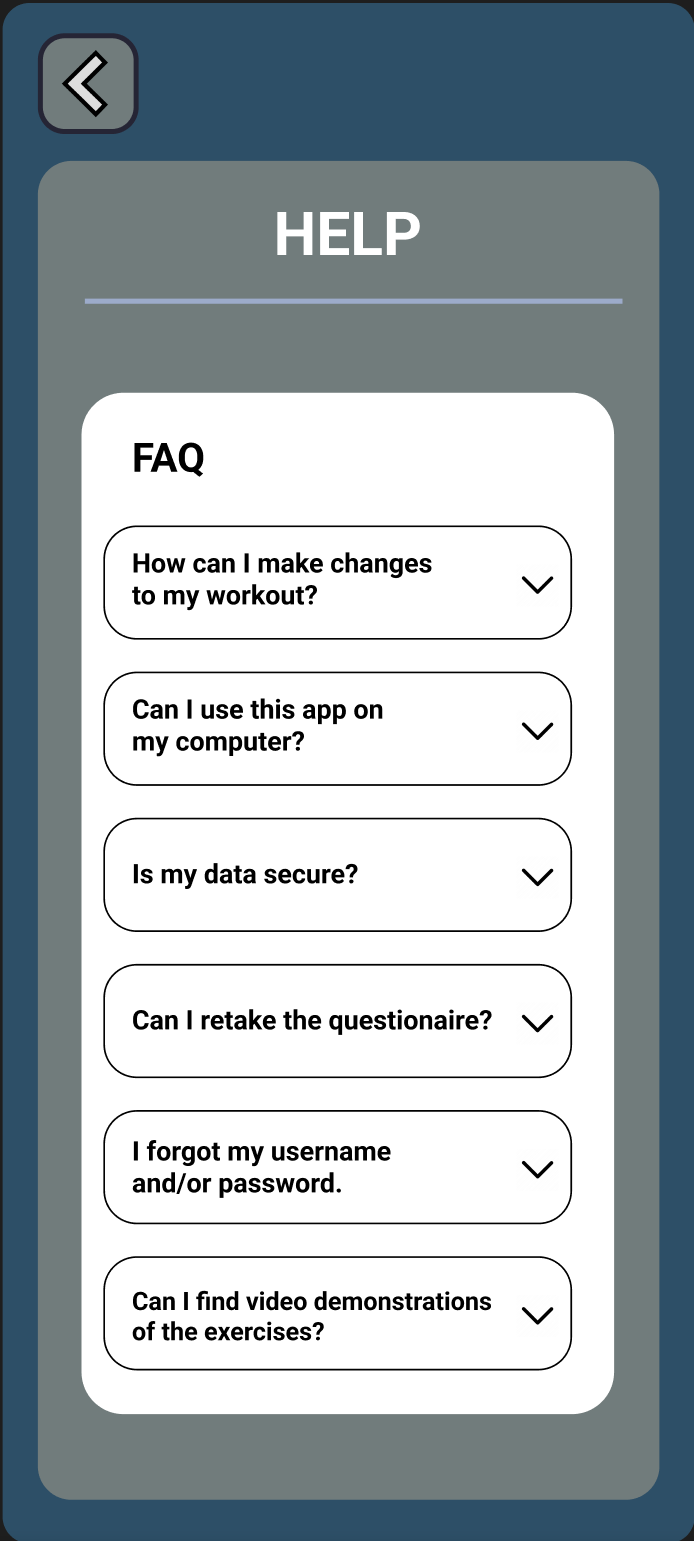 HELP
FAQ
How can I make changes
to my workout?
Can I use this app on
my computer?
Is my data secure?
Can I retake the questionaire?
I forgot my username
and/or password.
Can I find video demonstrations
of the exercises?